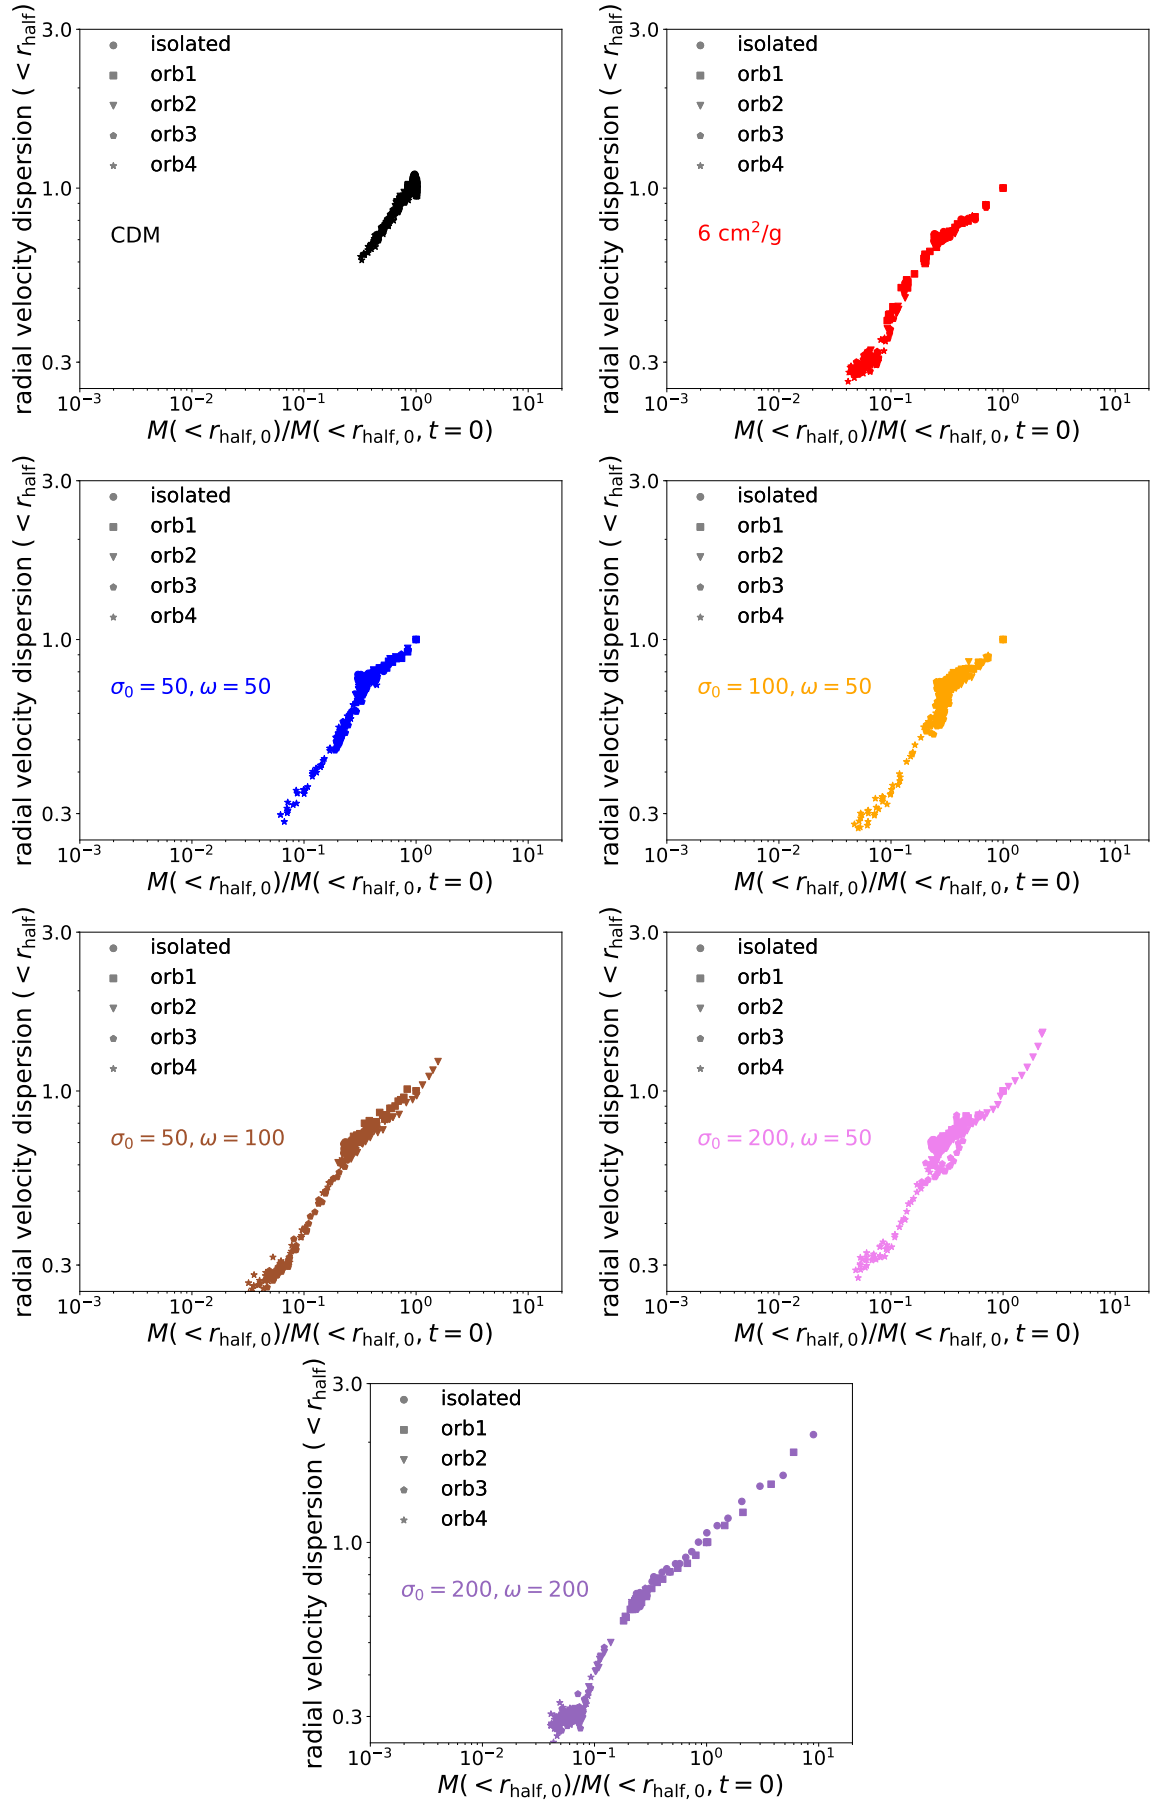 radial velocity dispersion (< r_half)
3.0
1.0
0.3
isolated
orb1
orb2
orb3
orb4
CDM
10^−3 10^−2 10^−1 10^0 10^1
M(< r_half, 0)/M(< r_half, 0, t = 0)
radial velocity dispersion (< r_half)
3.0
1.0
0.3
isolated
orb1
orb2
orb3
orb4
6 cm²/g
10^−3 10^−2 10^−1 10^0 10^1
M(< r_half, 0)/M(< r_half, 0, t = 0)
radial velocity dispersion (< r_half)
3.0
1.0
0.3
isolated
orb1
orb2
orb3
orb4
σ₀ = 50, ω = 50
10^−3 10^−2 10^−1 10^0 10^1
M(< r_half, 0)/M(< r_half, 0, t = 0)
radial velocity dispersion (< r_half)
3.0
1.0
0.3
isolated
orb1
orb2
orb3
orb4
σ₀ = 100, ω = 50
10^−3 10^−2 10^−1 10^0 10^1
M(< r_half, 0)/M(< r_half, 0, t = 0)
radial velocity dispersion (< r_half)
3.0
1.0
0.3
isolated
orb1
orb2
orb3
orb4
σ₀ = 50, ω = 100
10^−3 10^−2 10^−1 10^0 10^1
M(< r_half, 0)/M(< r_half, 0, t = 0)
radial velocity dispersion (< r_half)
3.0
1.0
0.3
isolated
orb1
orb2
orb3
orb4
σ₀ = 200, ω = 50
10^−3 10^−2 10^−1 10^0 10^1
M(< r_half, 0)/M(< r_half, 0, t = 0)
radial velocity dispersion (< r_half)
3.0
1.0
0.3
isolated
orb1
orb2
orb3
orb4
σ₀ = 200, ω = 200
10^−3 10^−2 10^−1 10^0 10^1
M(< r_half, 0)/M(< r_half, 0, t = 0)